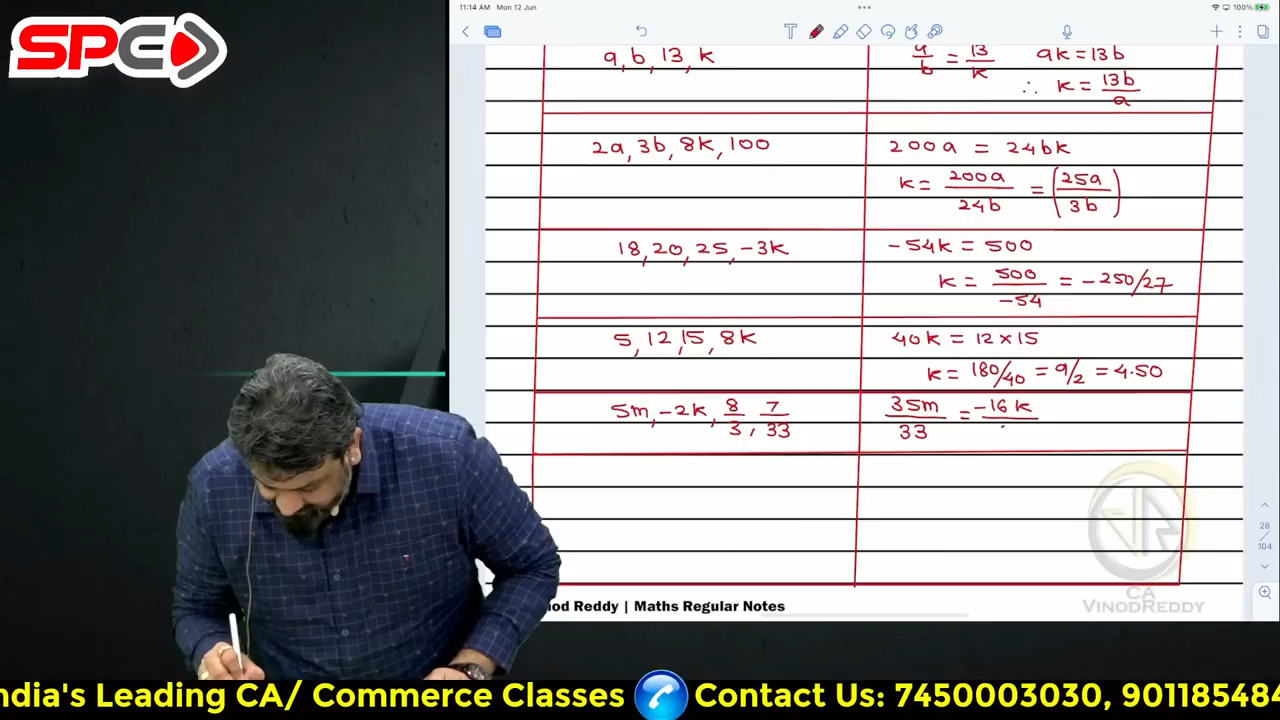 11:14 AM Mon 12 Jun
100%
SPE
T
a, b, 13, k
a/b = 13/k ak = 13b
∴ k = 13b/a
2a, 3b, 8k, 100
200a = 24bk
k = 200a/24b = (25a/3b)
18, 20, 25, -3k
-54k = 500
k = 500/-54 = -250/27
5, 12, 15, 8k
40k = 12 × 15
k = 180/40 = 9/2 = 4.50
5m, -2k, 8/3, 7/33
35m/33 = -16k
28
/
104
CA
VINODREDDY
nod Reddy | Maths Regular Notes
ndia's Leading CA/ Commerce Classes Contact Us: 7450003030, 901185484